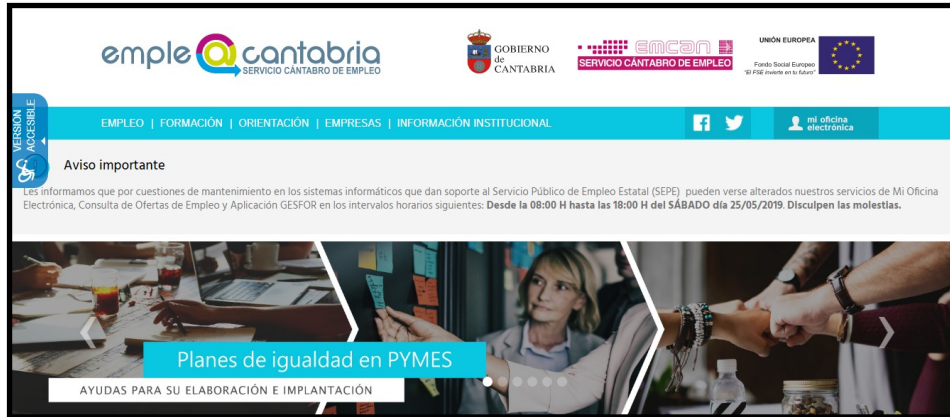 emple@cantabria
SERVICIO CÁNTABRO DE EMPLEO
GOBIERNO
de
CANTABRIA
emcan
SERVICIO CÁNTABRO DE EMPLEO
UNIÓN EUROPEA
Fondo Social Europeo
"El FSE invierte en tu futuro"
VERSIÓN
ACCESIBLE
EMPLEO | FORMACIÓN | ORIENTACIÓN | EMPRESAS | INFORMACIÓN INSTITUCIONAL
mi oficina
electrónica
Aviso importante
Les informamos que por cuestiones de mantenimiento en los sistemas informáticos que dan soporte al Servicio Público de Empleo Estatal (SEPE) pueden verse alterados nuestros servicios de Mi Oficina
Electrónica, Consulta de Ofertas de Empleo y Aplicación GESFOR en los intervalos horarios siguientes: Desde la 08:00 H hasta las 18:00 H del SÁBADO día 25/05/2019. Disculpen las molestias.
Planes de igualdad en PYMES
AYUDAS PARA SU ELABORACIÓN E IMPLANTACIÓN